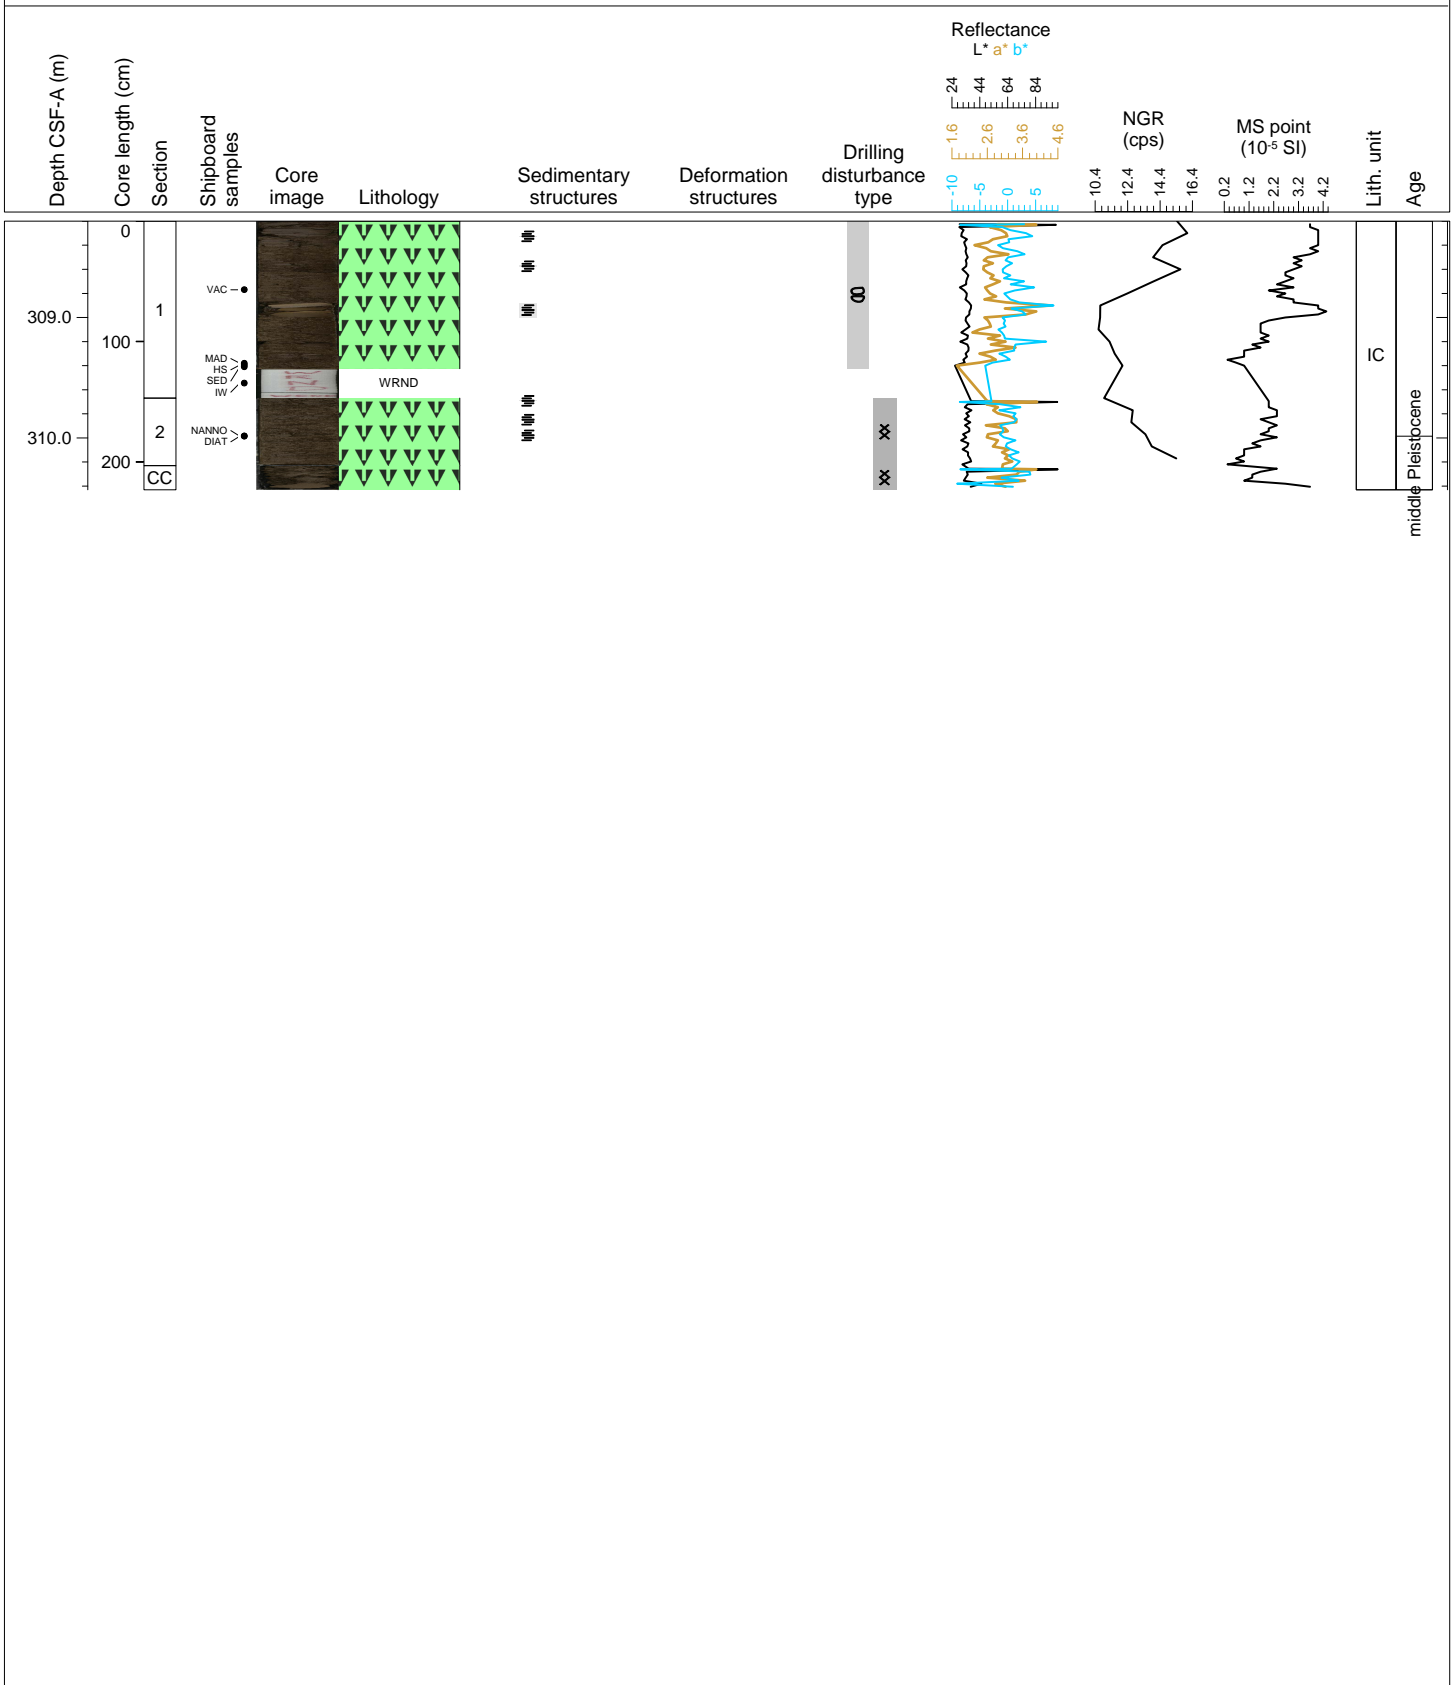 Depth CSF-A (m)
Core length (cm)
Section
Shipboard
samples
Core
image
Lithology
Sedimentary
structures
Deformation
structures
Drilling
disturbance
type
Reflectance
L* a* b*
24 44 64 84
1.6 2.6 3.6 4.6
-10 -5 0 5
NGR
(cps)
10.4 12.4 14.4 16.4
MS point
(10-5 SI)
0.2 1.2 2.2 3.2 4.2
Lith. unit
Age
0
VAC
1
309.0
100
MAD
HS
SED
IW
WRND
IC
NANNO
DIAT
2
310.0
200
CC
middle Pleistocene